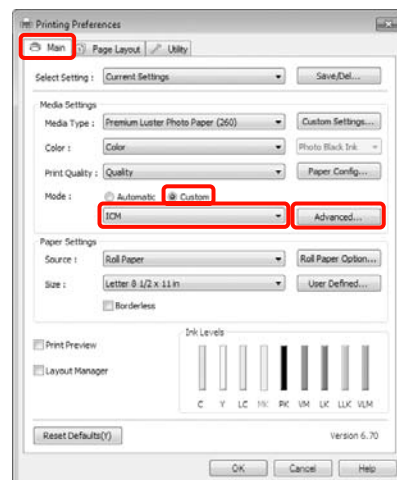 Printing Preferences
Main Page Layout Utility
Select Setting : Current Settings Save/Del...
Media Settings
Media Type : Premium Luster Photo Paper (260) Custom Settings...
Color : Color Photo Black Ink
Print Quality : Quality Paper Config...
Mode : Automatic Custom
ICM Advanced...
Paper Settings
Source : Roll Paper Roll Paper Option...
Size : Letter 8 1/2 x 11 in User Defined...
Borderless
Ink Levels
Print Preview
Layout Manager
C Y LC MK PK VM LK LLK VLM
Reset Defaults(Y) Version 6.70
OK Cancel Help